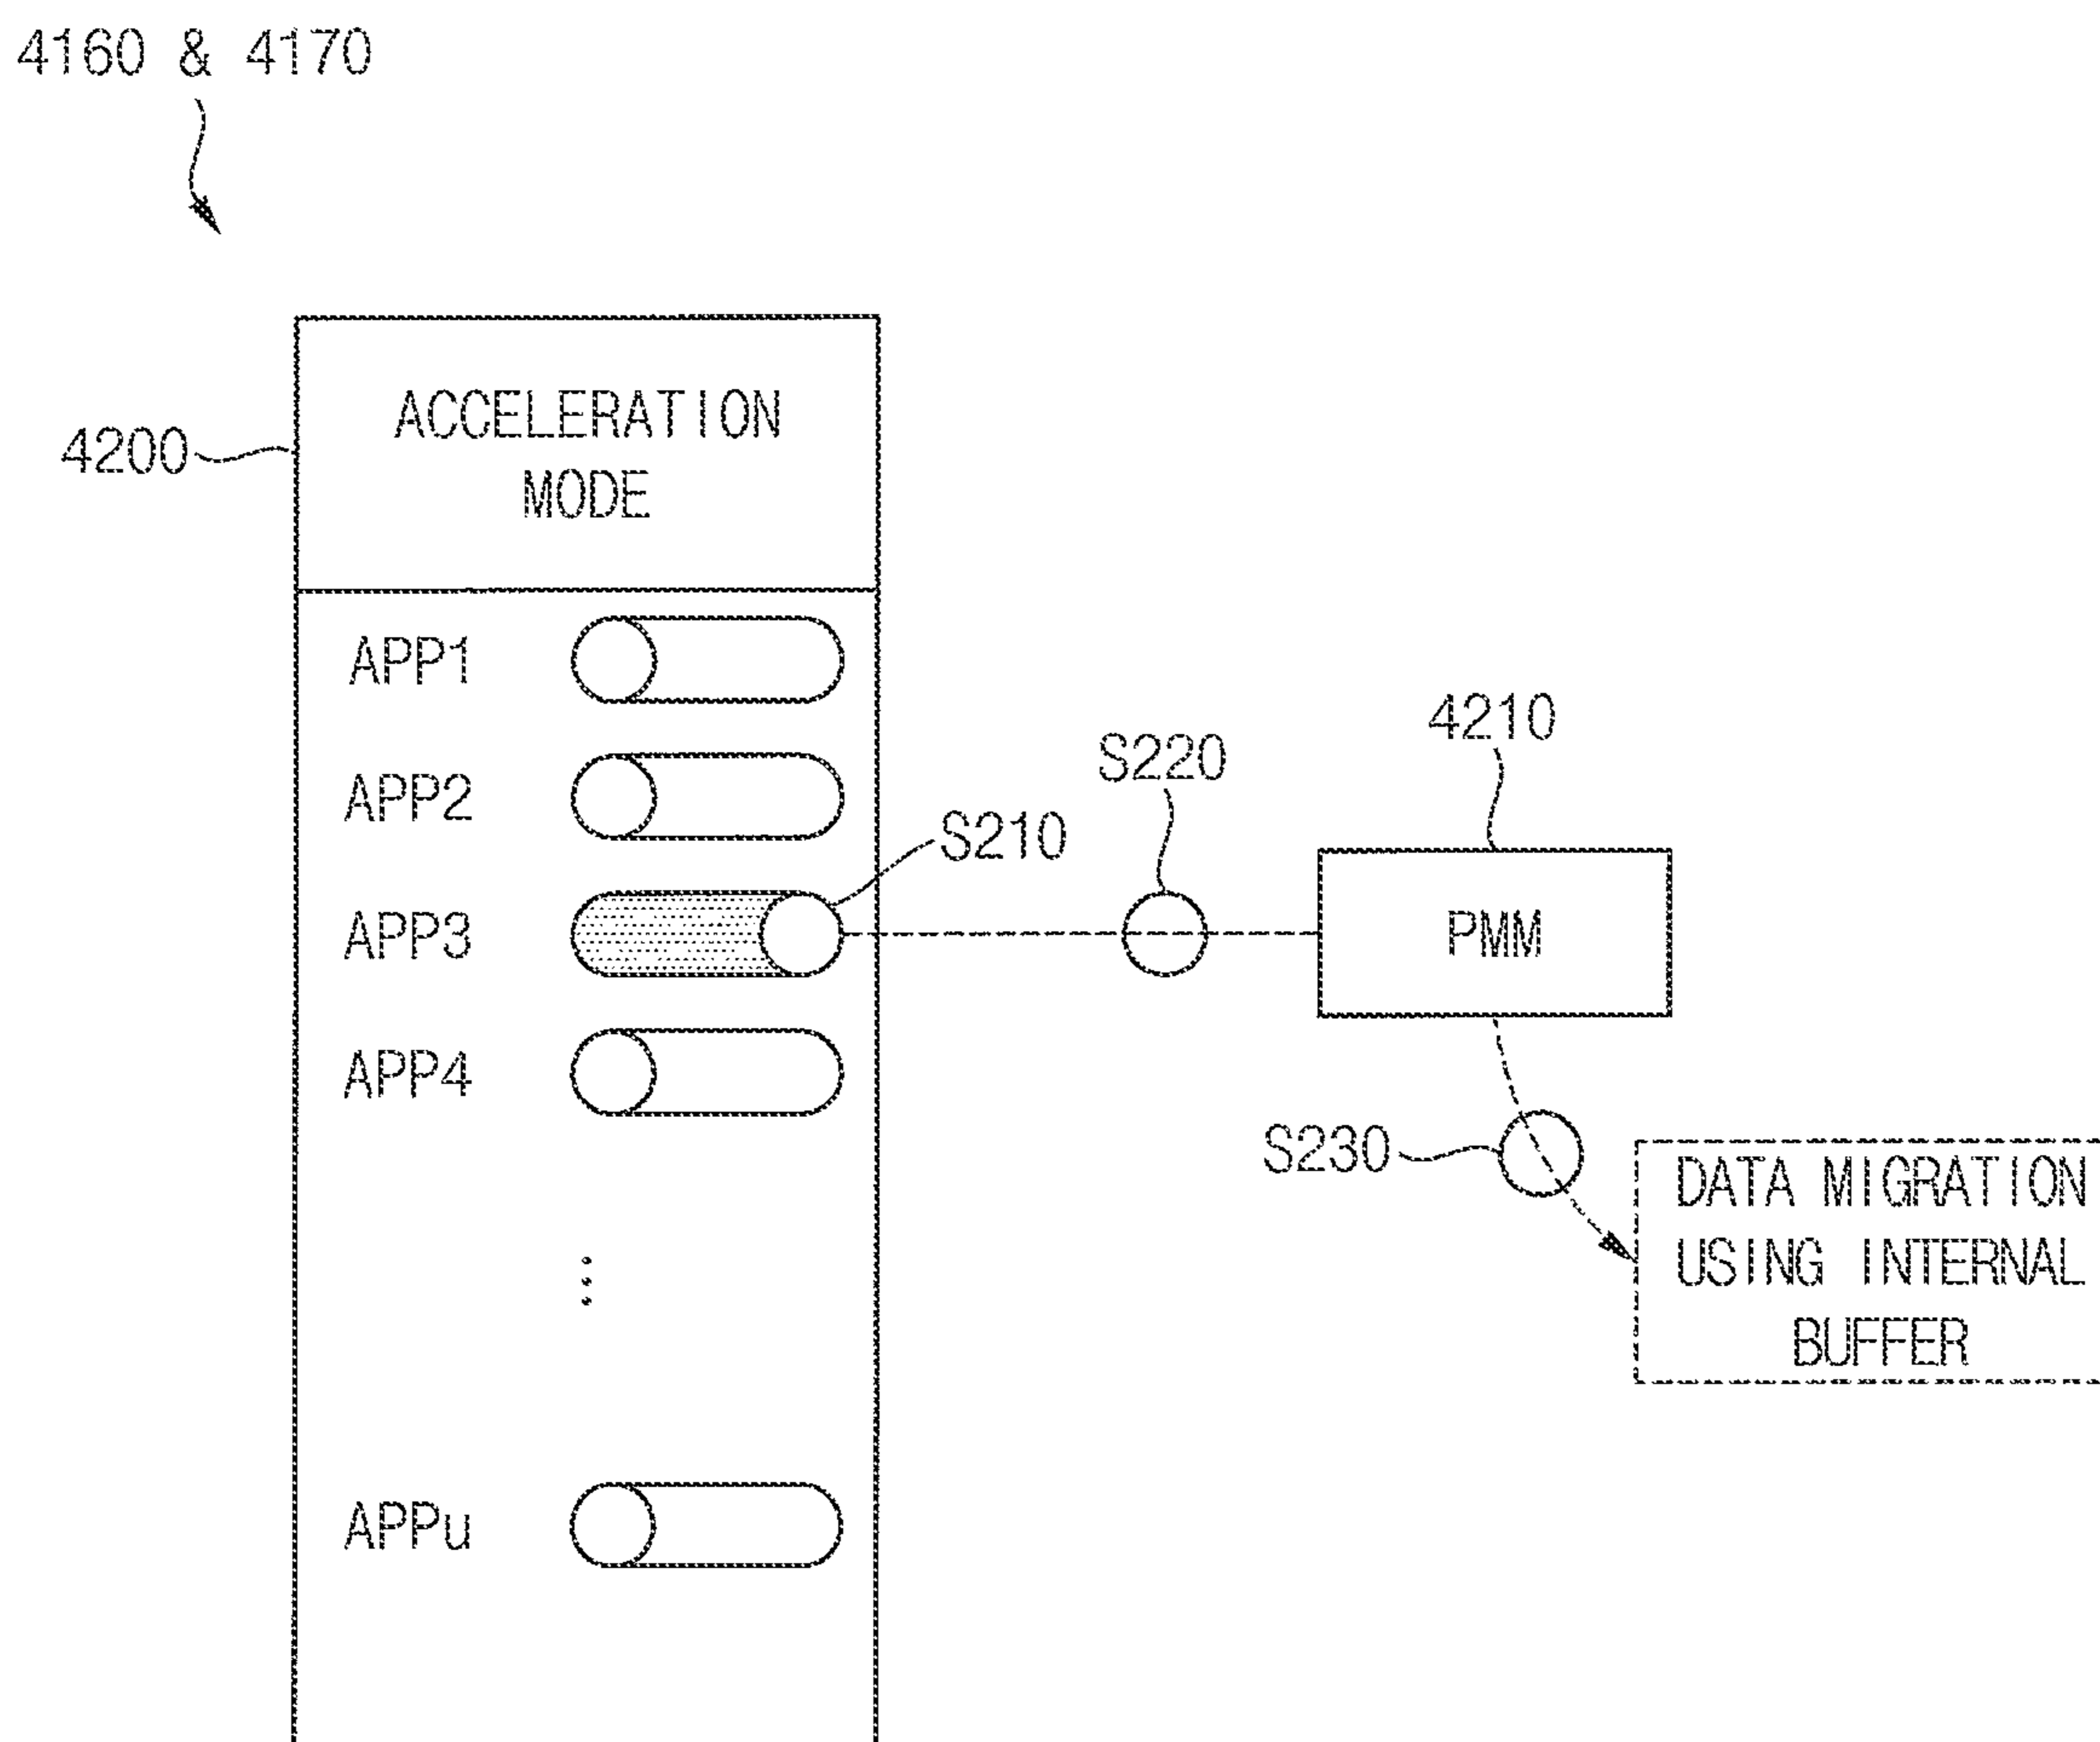 4160 & 4170
4200
ACCELERATION
MODE
APP1
APP2
APP3
APP4
APPu
S210
S220
4210
PMM
S230
DATA MIGRATION
USING INTERNAL
BUFFER